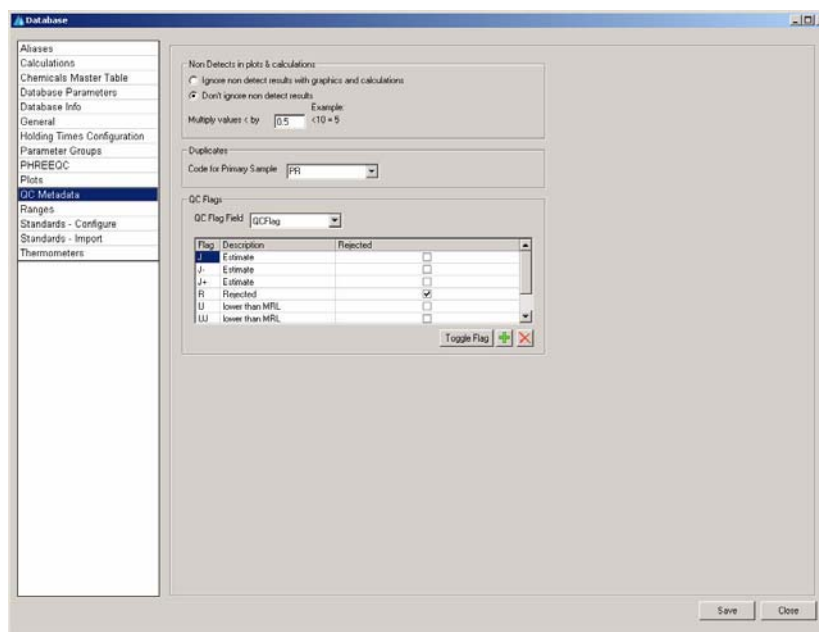 Database
Aliases
Calculations
Chemicals Master Table
Database Parameters
Database Info
General
Holding Times Configuration
Parameter Groups
PHREEQC
Plots
QC Metadata
Ranges
Standards - Configure
Standards - Import
Thermometers
Non Detects in plots & calculations
Ignore non detect results with graphics and calculations
Don't ignore non detect results
Example:
Multiply values < by 0.5 <10 = 5
Duplicates
Code for Primary Sample PR
QC Flags
QC Flag Field QCFlag
Flag Description Rejected
J Estimate
J- Estimate
J+ Estimate
R Rejected
U lower than MRL
UJ lower than MRL
Toggle Flag
Save Close